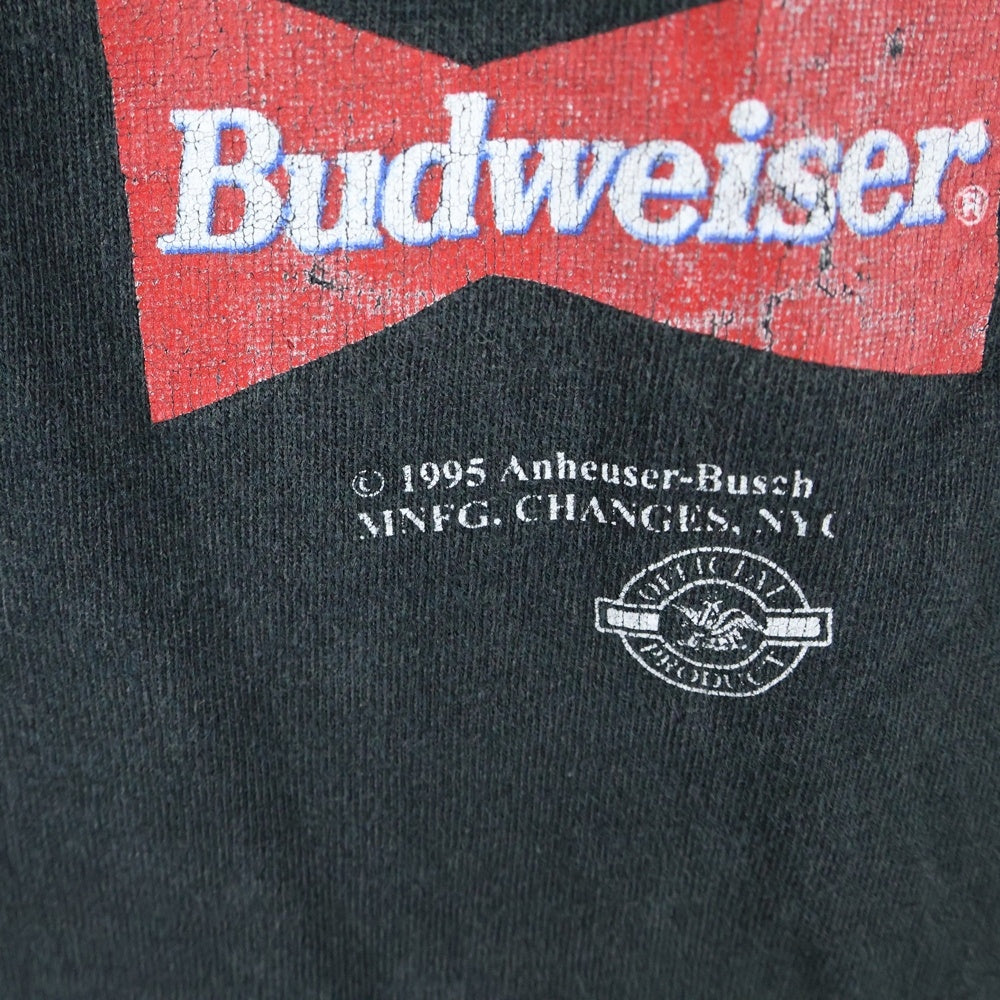 Budweiser®
© 1995 Anheuser-Busch
MNFG. CHANGES, NYC
OFFICIAL
PRODUCT